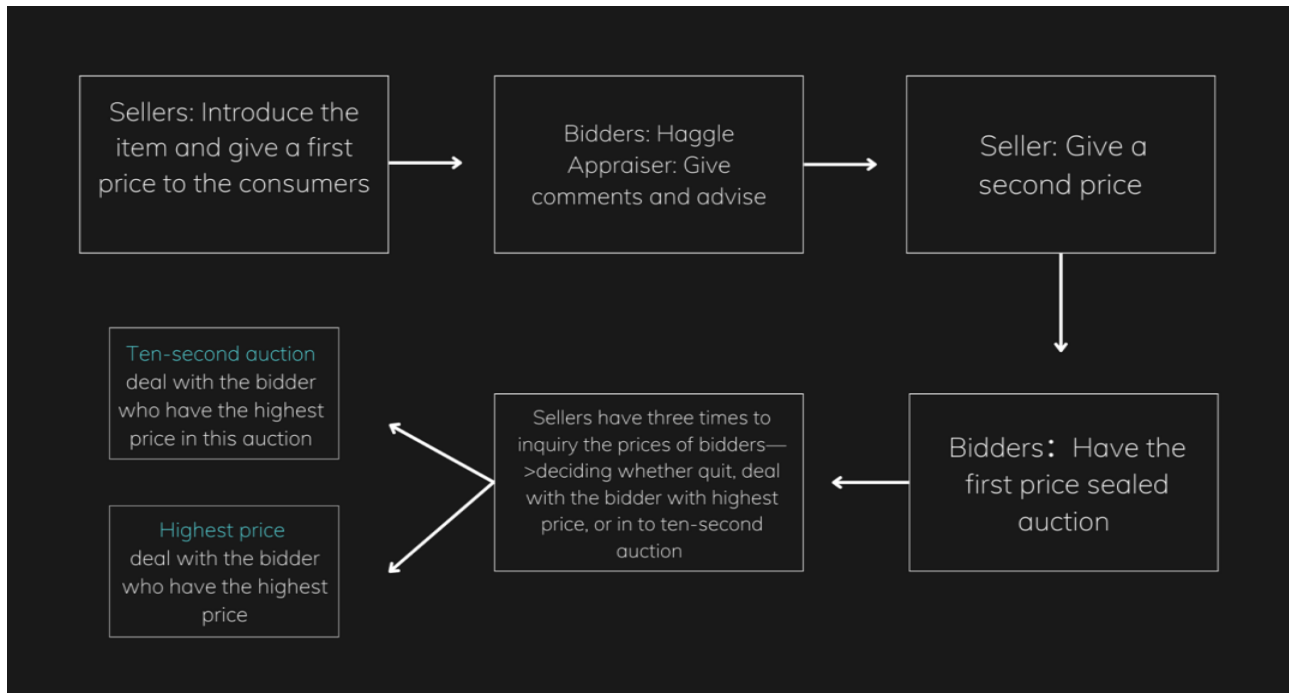 Sellers: Introduce the
item and give a first
price to the consumers
Bidders: Haggle
Appraiser: Give
comments and advise
Seller: Give a
second price
Bidders：Have the
first price sealed
auction
Sellers have three times to
inquiry the prices of bidders—
>deciding whether quit, deal
with the bidder with highest
price, or in to ten-second
auction
Ten-second auction
deal with the bidder
who have the highest
price in this auction
Highest price
deal with the bidder
who have the highest
price